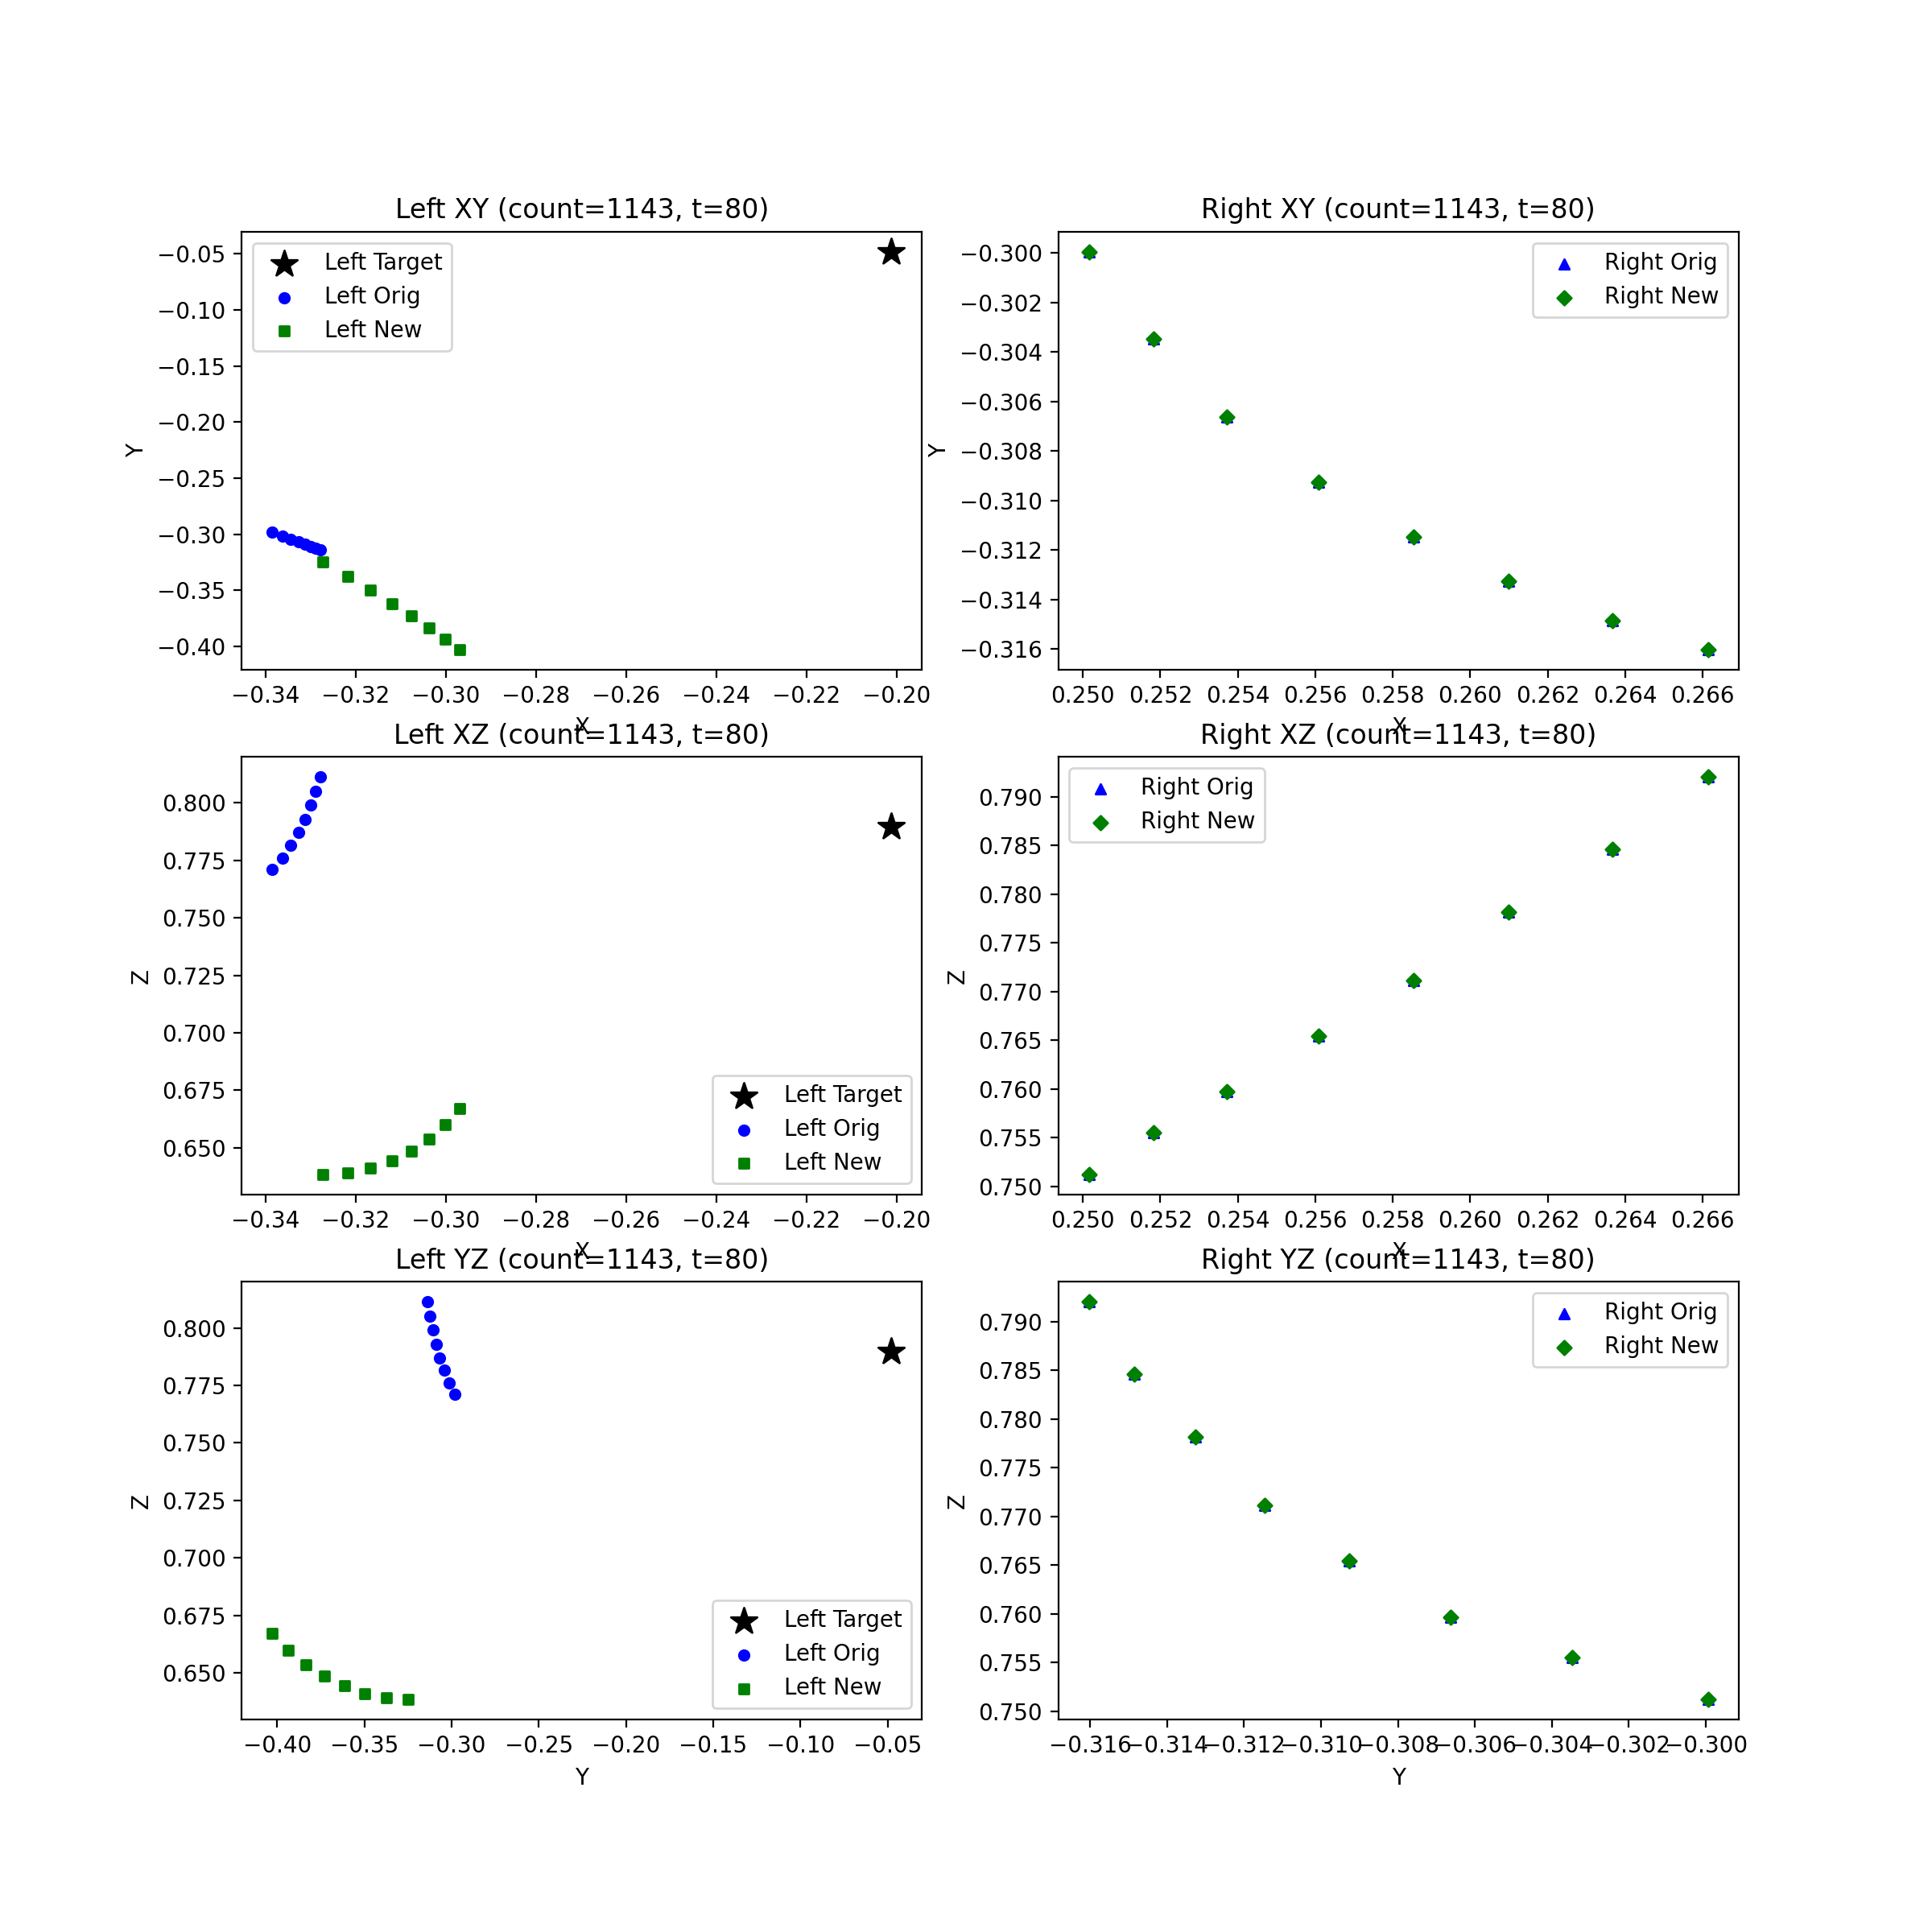 Left XY (count=1143, t=80)
−0.05
−0.10
−0.15
−0.20
−0.25
−0.30
−0.35
−0.40
Y
Left Target
Left Orig
Left New
−0.34 −0.32 −0.30 −0.28 −0.26 −0.24 −0.22 −0.20
X
Right XY (count=1143, t=80)
−0.300
−0.302
−0.304
−0.306
−0.308
−0.310
−0.312
−0.314
−0.316
Y
Right Orig
Right New
0.250 0.252 0.254 0.256 0.258 0.260 0.262 0.264 0.266
X
Left XZ (count=1143, t=80)
0.800
0.775
0.750
0.725
0.700
0.675
0.650
Z
Left Target
Left Orig
Left New
−0.34 −0.32 −0.30 −0.28 −0.26 −0.24 −0.22 −0.20
X
Right XZ (count=1143, t=80)
0.790
0.785
0.780
0.775
0.770
0.765
0.760
0.755
0.750
Z
Right Orig
Right New
0.250 0.252 0.254 0.256 0.258 0.260 0.262 0.264 0.266
X
Left YZ (count=1143, t=80)
0.800
0.775
0.750
0.725
0.700
0.675
0.650
Z
Left Target
Left Orig
Left New
−0.40 −0.35 −0.30 −0.25 −0.20 −0.15 −0.10 −0.05
Y
Right YZ (count=1143, t=80)
0.790
0.785
0.780
0.775
0.770
0.765
0.760
0.755
0.750
Z
Right Orig
Right New
−0.316 −0.314 −0.312 −0.310 −0.308 −0.306 −0.304 −0.302 −0.300
Y